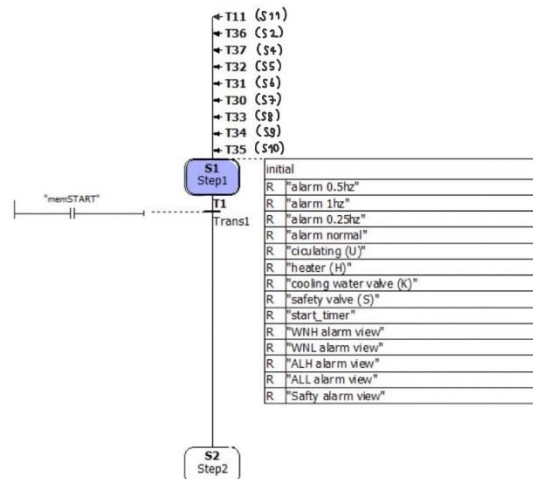 T11 (S11)
T36 (S2)
T37 (S4)
T32 (S5)
T31 (S6)
T30 (S7)
T33 (S8)
T34 (S9)
T35 (S10)
S1
Step1
initial
R "alarm 0.5hz"
R "alarm 1hz"
R "alarm 0.25hz"
R "alarm normal"
R "ciculating (U)"
R "heater (H)"
R "cooling water valve (K)"
R "safety valve (S)"
R "start_timer"
R "WNH alarm view"
R "WNL alarm view"
R "ALH alarm view"
R "ALL alarm view"
R "Safty alarm view"
"memSTART"
T1
Trans1
S2
Step2